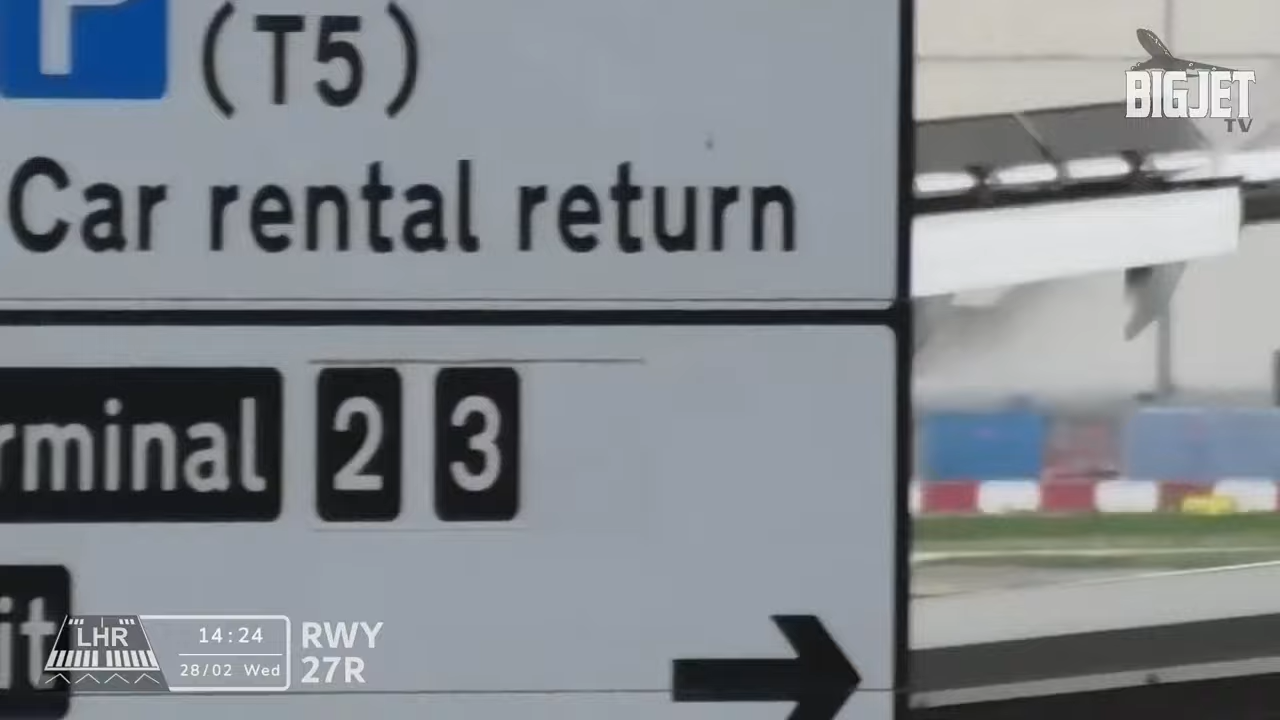 P (T5)
Car rental return
rminal 2 3
it
BIGJET
TV
LHR
14:24
28/02 Wed
RWY
27R